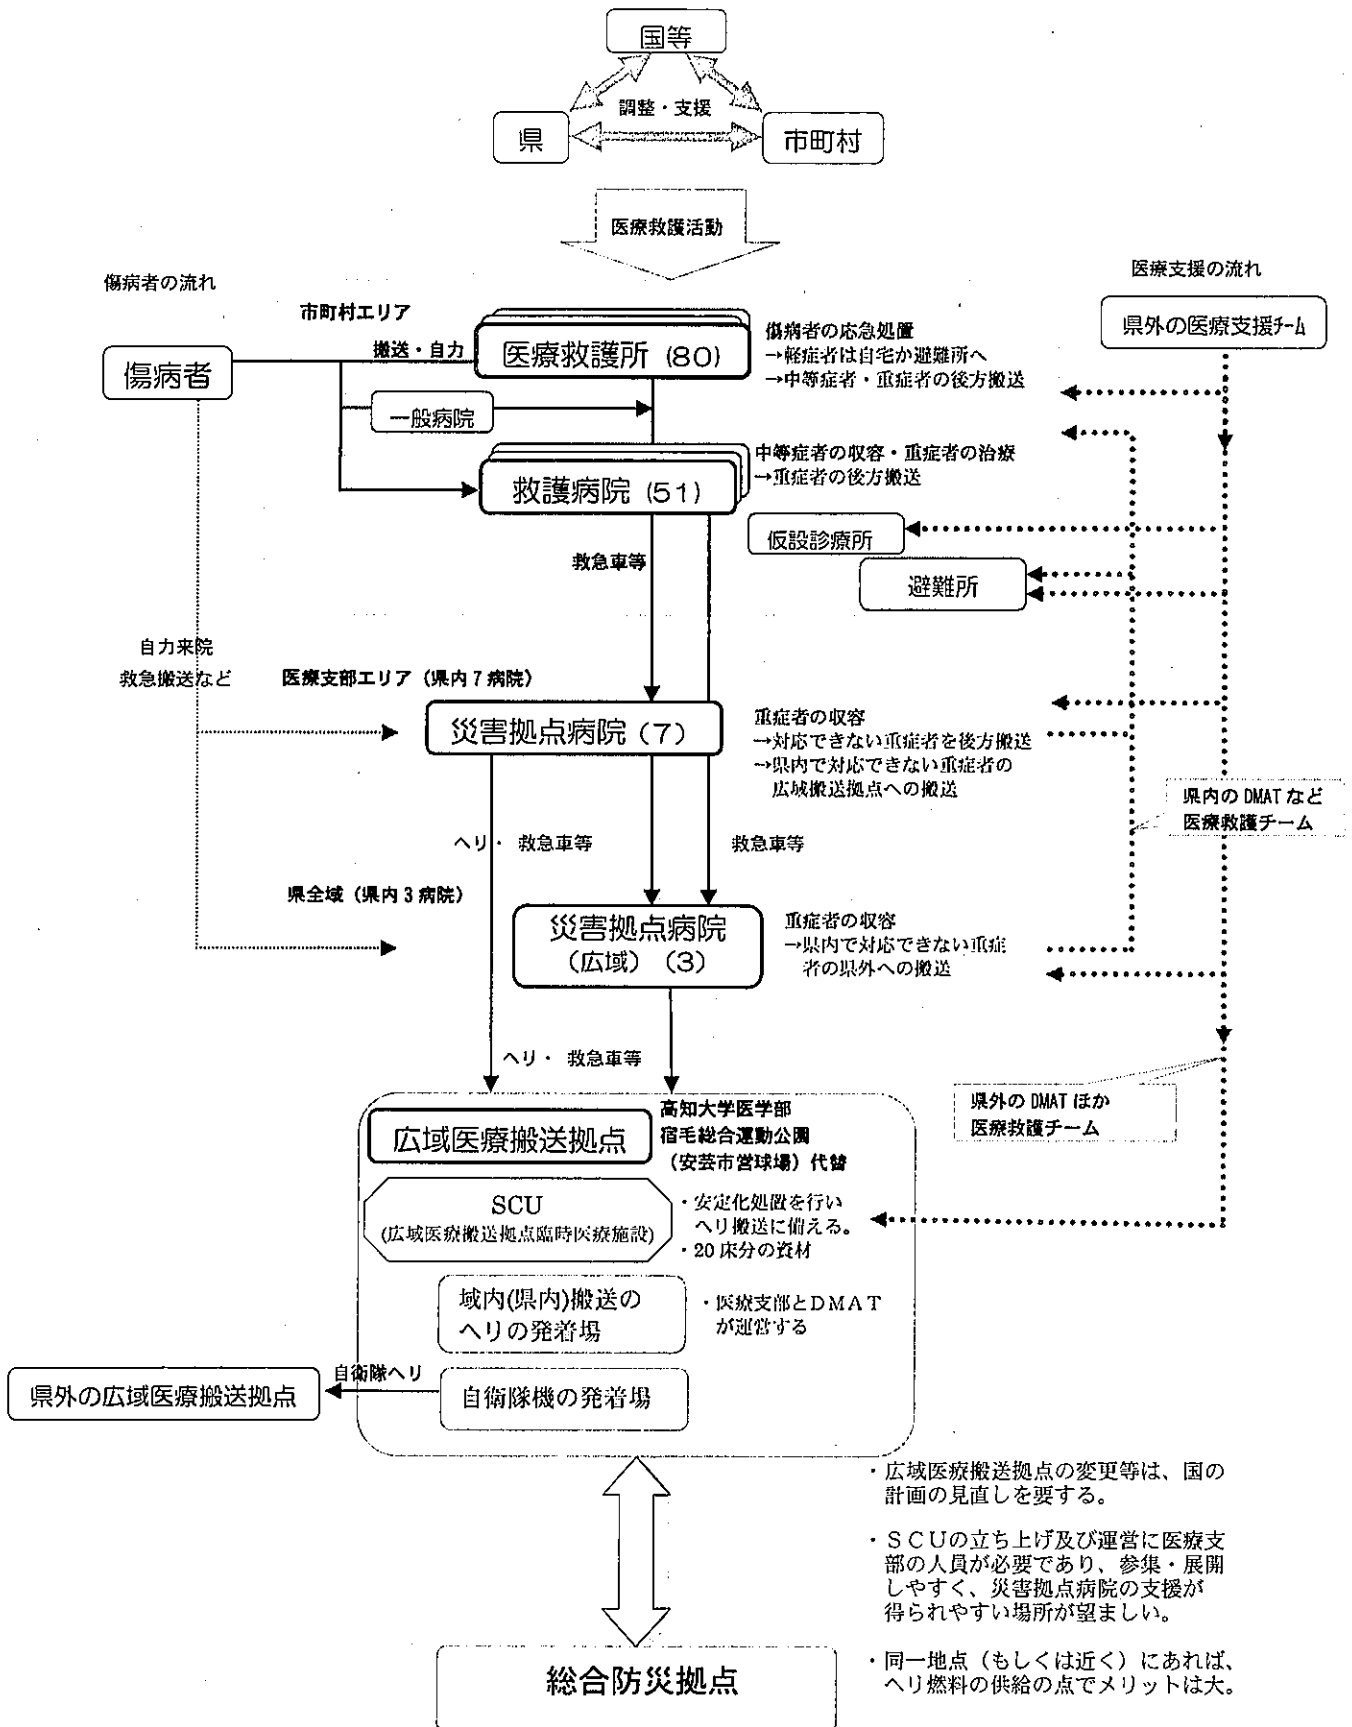 国等
調整・支援
県
市町村
医療救護活動
傷病者の流れ
医療支援の流れ
市町村エリア
県外の医療支援ﾁｰﾑ
搬送・自力
医療救護所 (80)
傷病者の応急処置
→軽症者は自宅か避難所へ
→中等症者・重症者の後方搬送
傷病者
一般病院
救護病院 (51)
中等症者の収容・重症者の治療
→重症者の後方搬送
仮設診療所
救急車等
避難所
自力来院
救急搬送など
医療支部エリア（県内7病院）
災害拠点病院（7）
重症者の収容
→対応できない重症者を後方搬送
→県内で対応できない重症者の
広域搬送拠点への搬送
県内の DMAT など
医療救護チーム
ヘリ・ 救急車等
救急車等
県全域（県内3病院）
災害拠点病院
（広域）（3）
重症者の収容
→県内で対応できない重症
者の県外への搬送
ヘリ・ 救急車等
県外の DMAT ほか
医療救護チーム
広域医療搬送拠点
高知大学医学部
宿毛総合運動公園
（安芸市営球場）代替
SCU
(広域医療搬送拠点臨時医療施設)
・安定化処置を行い
ヘリ搬送に備える。
・20 床分の資材
域内(県内)搬送の
ヘリの発着場
・医療支部とＤＭＡＴ
が運営する
自衛隊ヘリ
県外の広域医療搬送拠点
自衛隊機の発着場
・広域医療搬送拠点の変更等は、国の
計画の見直しを要する。
・ＳＣＵの立ち上げ及び運営に医療支
部の人員が必要であり、参集・展開
しやすく、災害拠点病院の支援が
得られやすい場所が望ましい。
・同一地点（もしくは近く）にあれば、
ヘリ燃料の供給の点でメリットは大。
総合防災拠点